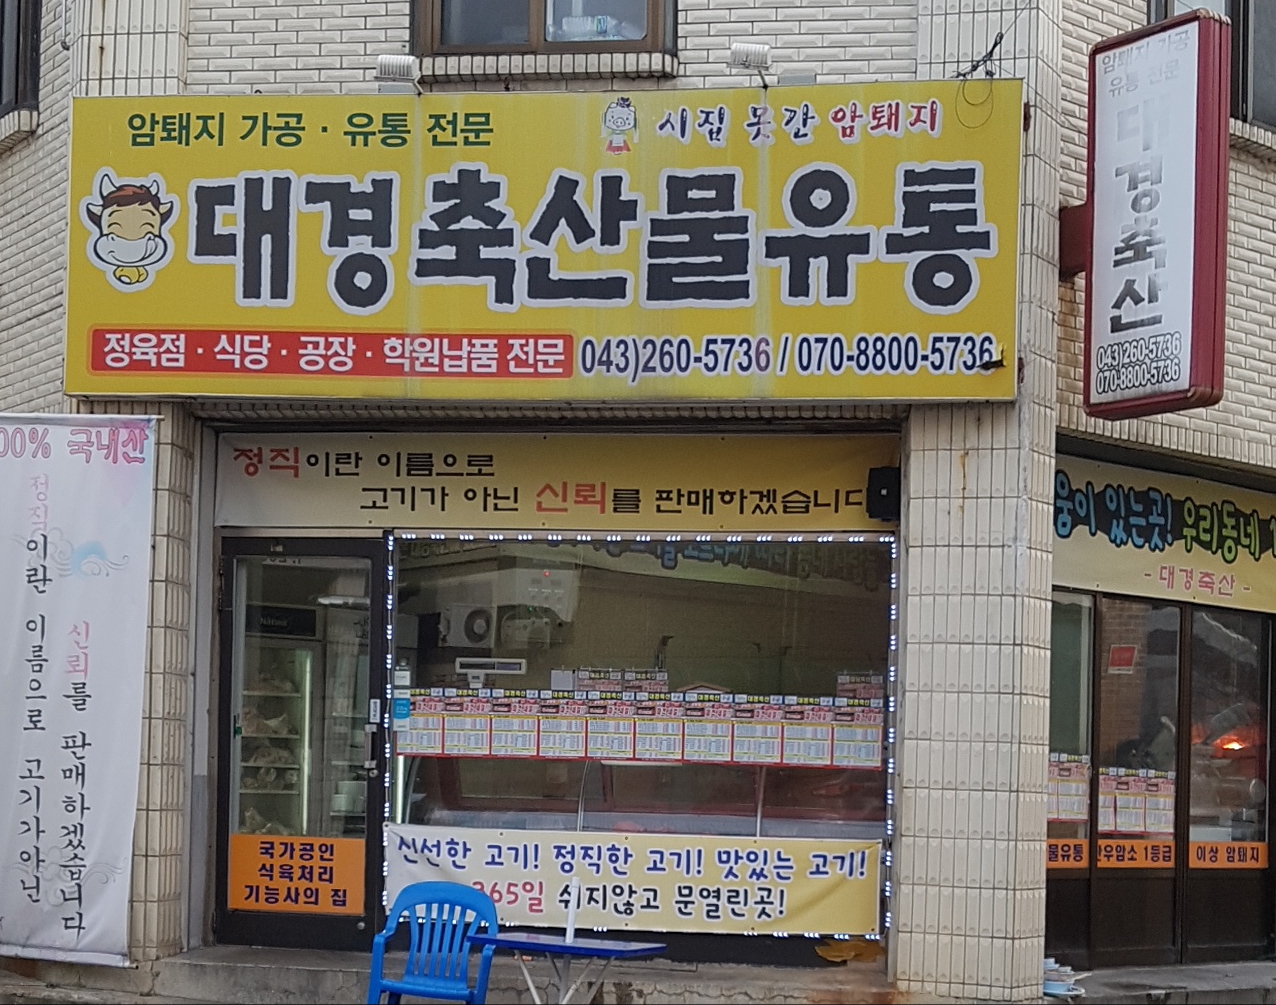 암퇘지 가공 · 유통 전문
시집 못간 암퇘지
대경축산물유통
정육점 · 식당 · 공장 · 학원납품 전문
043)260-5736 / 070-8800-5736
암퇘지 가공
유통 전문
대경축산
043)260-5736
070-8800-5736
00% 국내산
정직이란 이름으로 고기가아닌
신뢰를 판매하겠습니다
정직이란 이름으로
고기가 아닌 신뢰를 판매하겠습니다
있는곳! 우리동네
- 대경축산 -
국가공인
식육처리
기능사의 집
신선한 고기! 정직한 고기! 맛있는 고기!
365일 쉬지않고 문열린곳!
물유통
한우암소 1등급
이상 암퇘지